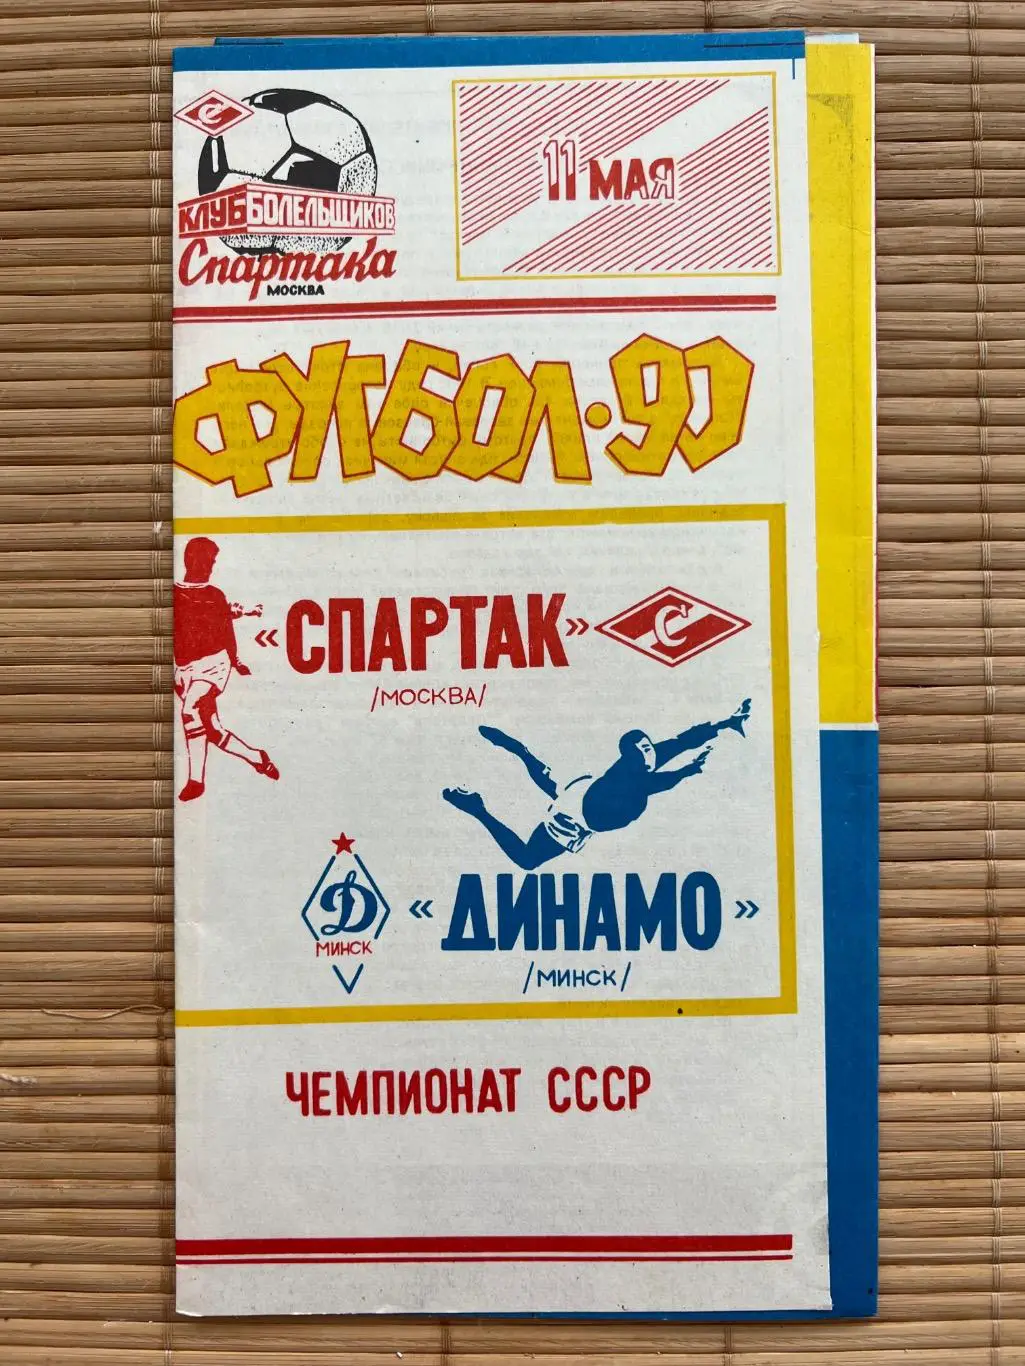 С
КЛУБ БОЛЕЛЬЩИКОВ
Спартака
МОСКВА
11 МАЯ
ФУТБОЛ·90
«СПАРТАК» С
/МОСКВА/
Д
МИНСК
«ДИНАМО»
/МИНСК/
ЧЕМПИОНАТ СССР